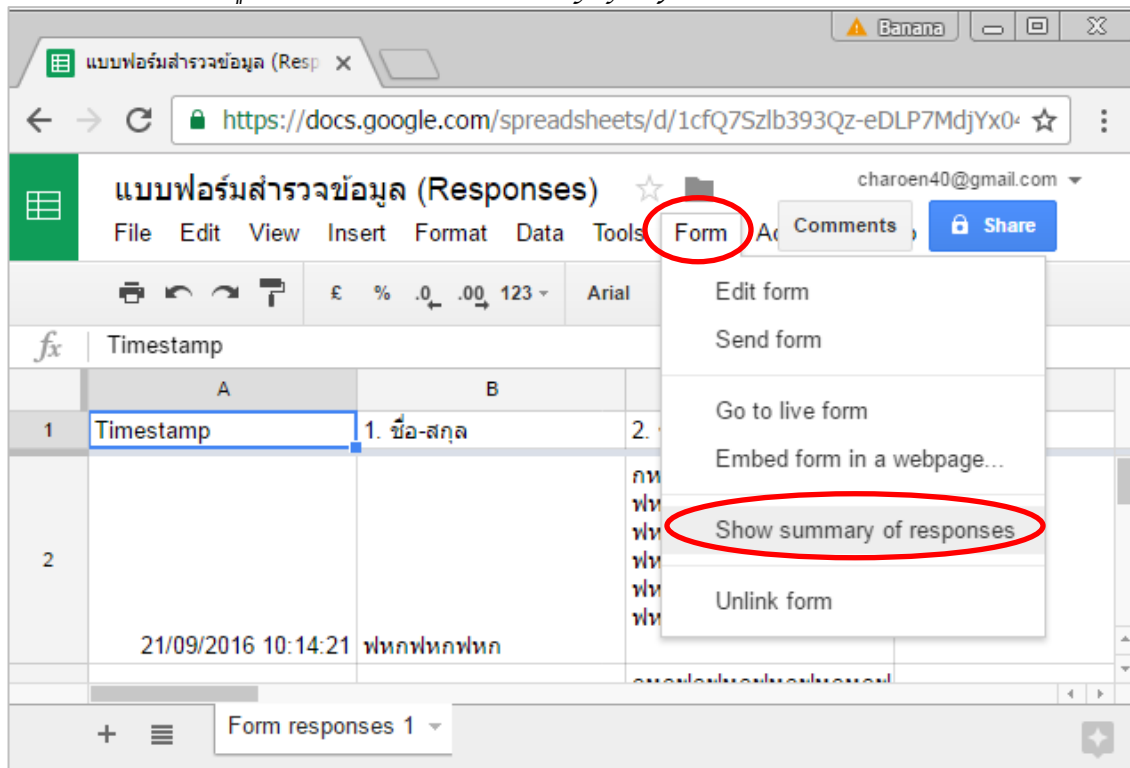 Banana
แบบฟอร์มสำรวจข้อมูล (Resp
https://docs.google.com/spreadsheets/d/1cfQ7Szlb393Qz-eDLP7MdjYx04
แบบฟอร์มสำรวจข้อมูล (Responses)
charoen40@gmail.com
File Edit View Insert Format Data Tools Form Comments Share
£ % .0 .00 123 Arial
Edit form
Send form
fx Timestamp
A B
Go to live form
1 Timestamp 1. ชื่อ-สกุล 2.
Embed form in a webpage...
Show summary of responses
2
Unlink form
21/09/2016 10:14:21 ฟหกฟหกฟหก
Form responses 1